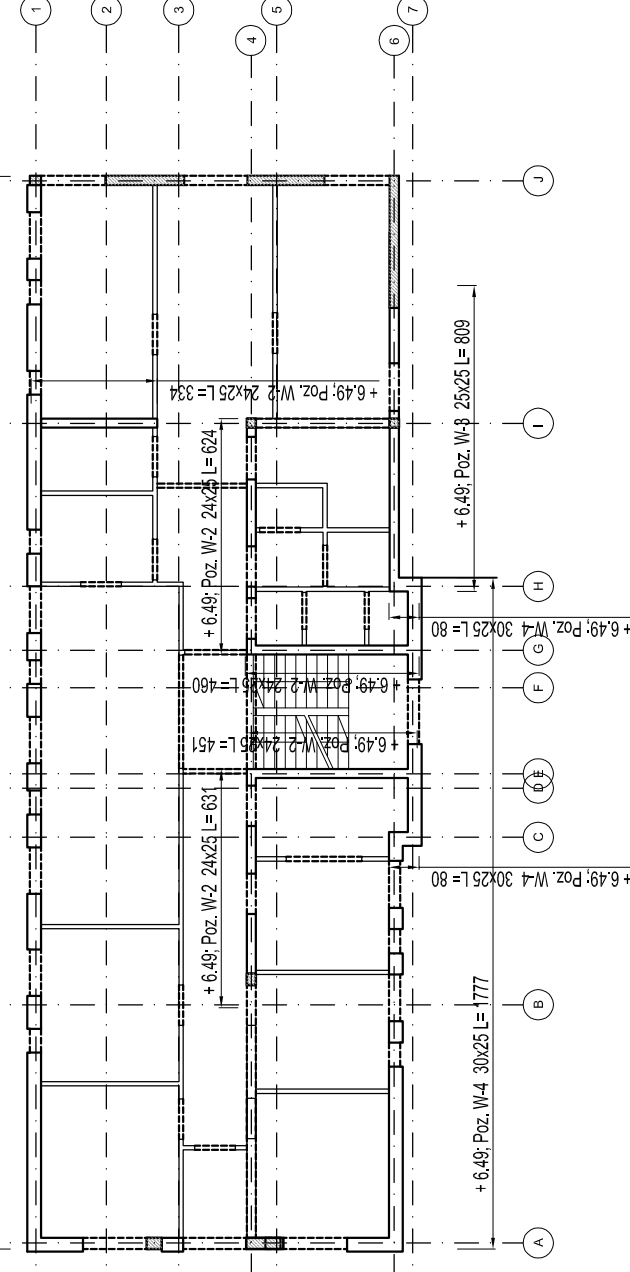 1
2
3
4
5
6
7
J
+ 6.49; Poz. W-2 24x25 L= 334
+ 6.49; Poz. W-3 25x25 L= 809
I
+ 6.49; Poz. W-2 24x25 L= 624
H
+ 6.49; Poz. W-4 30x25 L= 80
G
+ 6.49; Poz. W-2 24x25 L= 460
F
+ 6.49; Poz. W-2 24x25 L= 451
E
D
+ 6.49; Poz. W-2 24x25 L= 631
C
+ 6.49; Poz. W-4 30x25 L= 80
B
+ 6.49; Poz. W-4 30x25 L= 1777
A